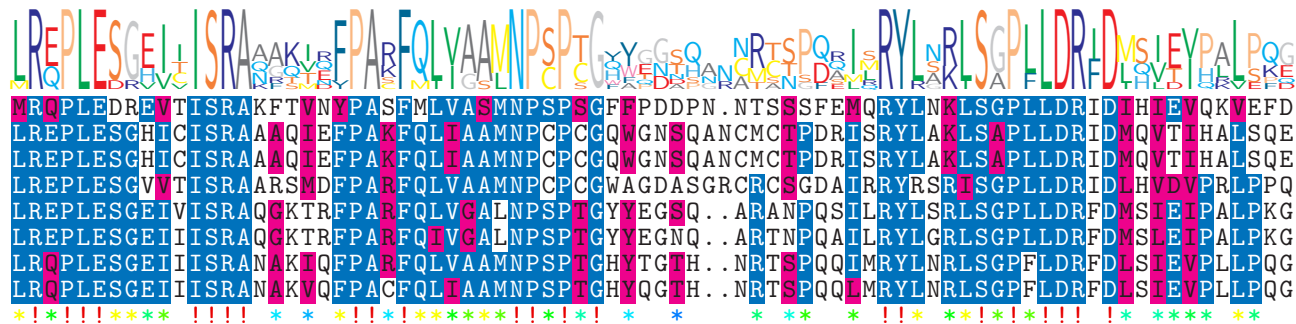 MRQPLEDREVTISRAKFTVNYPASFMLVASMNPSPSGFFPDDPN.NTSSSFEMQRYLNKLSGPLLDRIDIHIEVQKVEFD
LREPLESGHICISRAAAQIEFPAKFQLIAAMNPCPCGQWGNSQANCMCTPDRISRYLAKLSAPLLDRIDMQVTIHALSQE
LREPLESGHICISRAAAQIEFPAKFQLIAAMNPCPCGQWGNSQANCMCTPDRISRYLAKLSAPLLDRIDMQVTIHALSQE
LREPLESGVVTISRAARSMDFPARFQLVAAMNPCPCGWAGDASGRCRCSGDAIRRYRSRISGPLLDRIDLHVDVPRLPPQ
LREPLESGEIVISRAQGKTRFPARFQLVGALNPSPTGYYEGSQ..ARANPQSILRYLSRLSGPLLDRFDMSIEIPALPKG
LREPLESGEIIISRAQGKTRFPARFQIVGALNPSPTGYYEGNQ..ARTNPQAILRYLGRLSGPLLDRFDMSLEIPALPKG
LRQPLESGEIIISRANAKIQFPARFQLVAAMNPSPTGHYTGTH..NRTSPQQIMRYLNRLSGPFLDRFDLSIEVPLLPQG
LRQPLESGEIIISRANAKVQFPACFQLIAAMNPSPTGHYQGTH..NRTSPQQLMRYLNRLSGPFLDRFDLSIEVPLLPQG
*!*!!!**** !!!! * * *!!*!******!!*!*! *  *    * **  * !!* **!*!*!!! !****** **